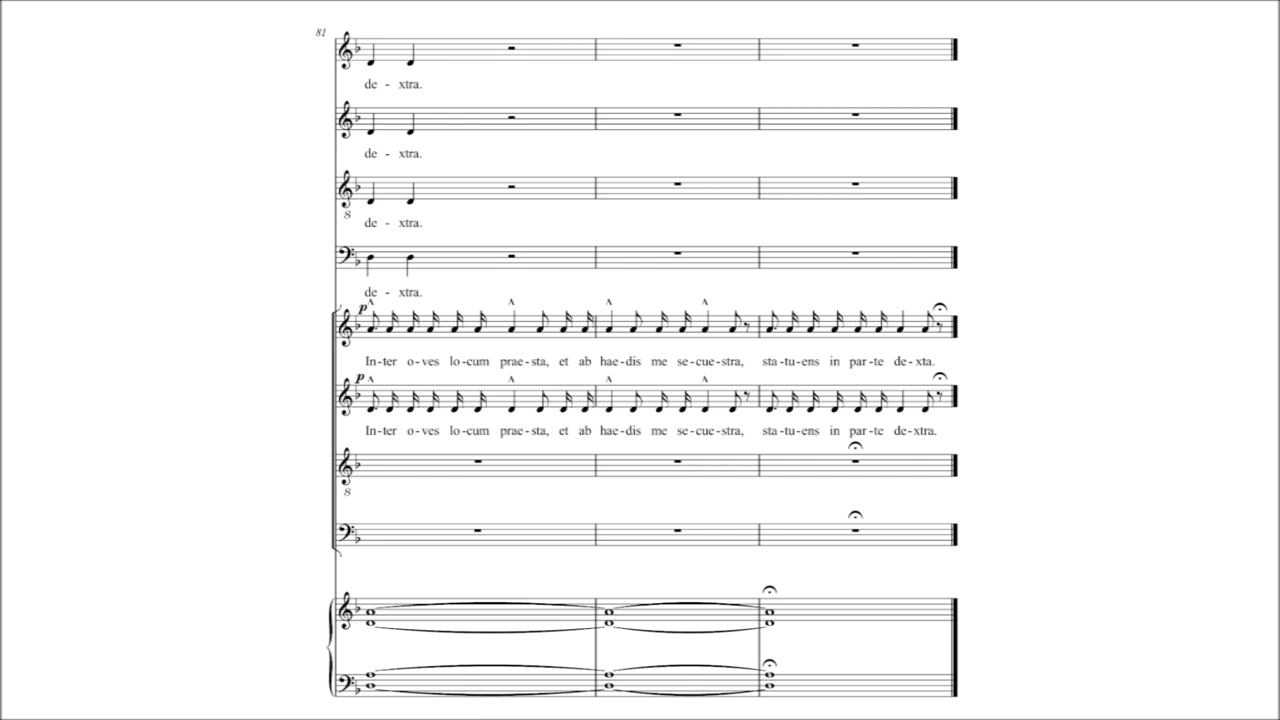 81
de - xtra.
de - xtra.
8
de - xtra.
de - xtra.
p
In-ter o-ves lo-cum prae-sta, et ab hae-dis me se-cue-stra, sta-tu-ens in par-te de-xta.
p
In-ter o-ves lo-cum prae-sta, et ab hae-dis me se-cue-stra, sta-tu-ens in par-te de-xtra.
8